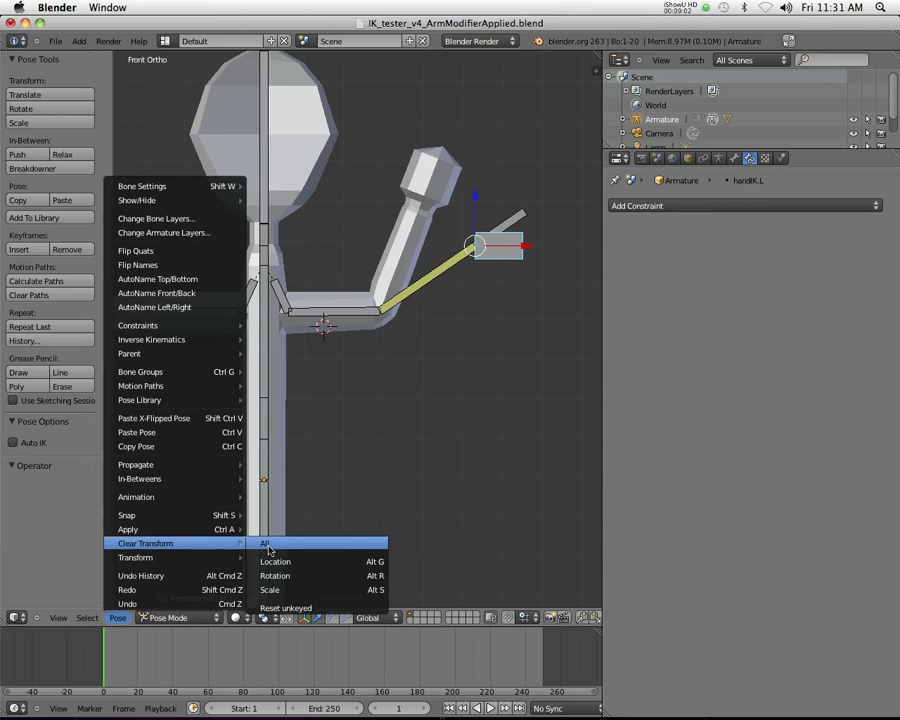 Blender Window
iShowU HD
00:09:02
Fri 11:31 AM
IK_tester_v4_ArmModifierApplied.blend
File Add Render Help Default Scene Blender Render blender.org 263 | Bo:1-20 | Mem:8.97M (0.10M) | Armature
Pose Tools
Transform:
Translate
Rotate
Scale
In-Between:
Push Relax
Breakdowner
Pose:
Copy Paste
Add To Library
Keyframes:
Insert Remove
Motion Paths:
Calculate Paths
Clear Paths
Repeat:
Repeat Last
History...
Grease Pencil:
Draw Line
Poly Erase
Use Sketching Sessio
Pose Options
Auto IK
Operator
Front Ortho
Bone Settings Shift W
Show/Hide
Change Bone Layers...
Change Armature Layers...
Flip Quats
Flip Names
AutoName Top/Bottom
AutoName Front/Back
AutoName Left/Right
Constraints
Inverse Kinematics
Parent
Bone Groups Ctrl G
Motion Paths
Pose Library
Paste X-Flipped Pose Shift Ctrl V
Paste Pose Ctrl V
Copy Pose Ctrl C
Propagate
In-Betweens
Animation
Snap Shift S
Apply Ctrl A
Clear Transform
Transform
Undo History Alt Cmd Z
Redo Shift Cmd Z
Undo Cmd Z
All
Location Alt G
Rotation Alt R
Scale Alt S
Reset unkeyed
View Select Pose Pose Mode Global
View Search All Scenes
Scene
RenderLayers
World
Armature
Camera
Armature handIK.L
Add Constraint
-40 -20 0 20 40 60 80 100 120 140 160 180 200 220 240 260
View Marker Frame Playback Start: 1 End: 250 1 No Sync